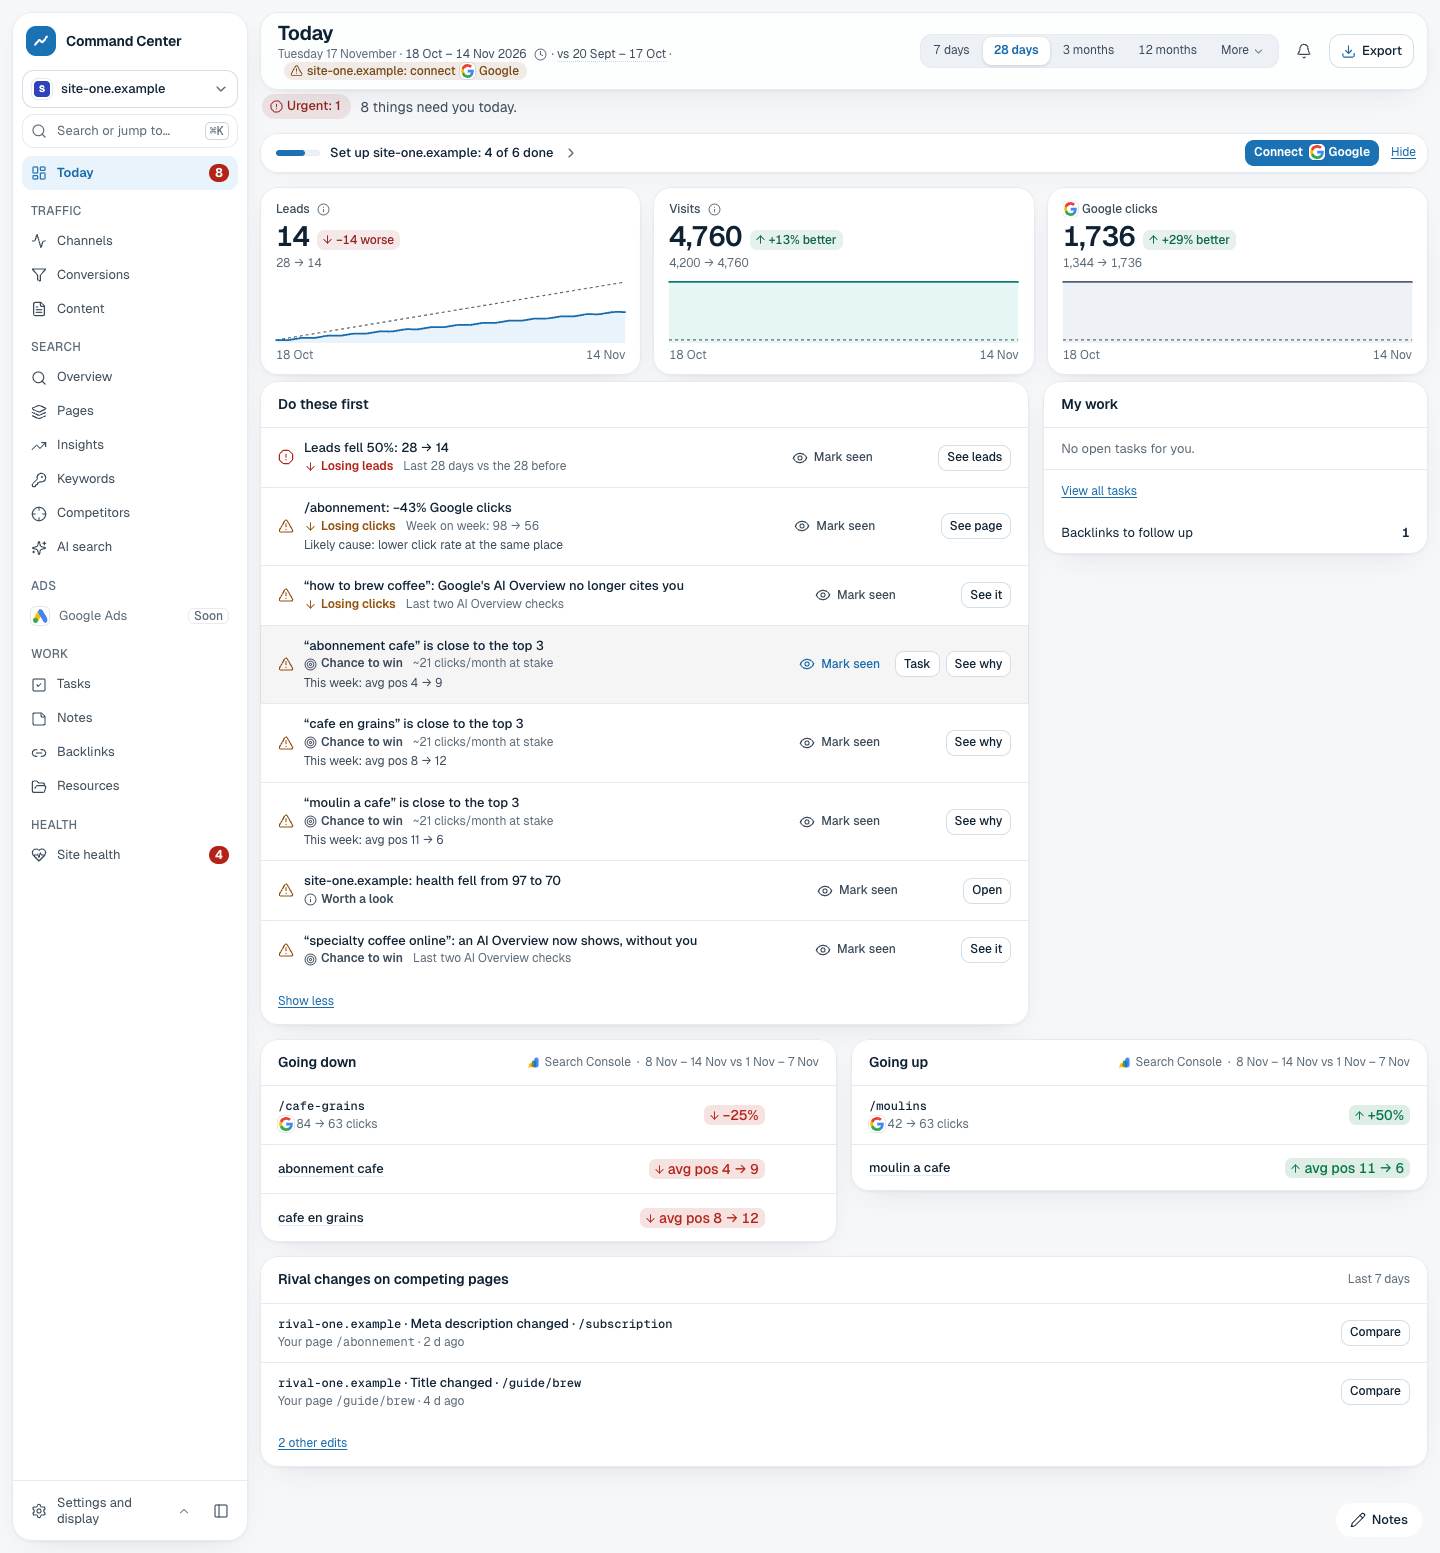 Command Center
S site-one.example
Search or jump to… ⌘K
Today 8
TRAFFIC
Channels
Conversions
Content
SEARCH
Overview
Pages
Insights
Keywords
Competitors
AI search
ADS
Google Ads Soon
WORK
Tasks
Notes
Backlinks
Resources
HEALTH
Site health 4
Settings and
display
Today
Tuesday 17 November · 18 Oct – 14 Nov 2026 · vs 20 Sept – 17 Oct ·
site-one.example: connect Google
7 days 28 days 3 months 12 months More
Export
Urgent: 1 8 things need you today.
Set up site-one.example: 4 of 6 done
Connect Google Hide
Leads
14 ↓ −14 worse
28 → 14
18 Oct 14 Nov
Visits
4,760 ↑ +13% better
4,200 → 4,760
18 Oct 14 Nov
Google clicks
1,736 ↑ +29% better
1,344 → 1,736
18 Oct 14 Nov
Do these first
Leads fell 50%: 28 → 14
↓ Losing leads Last 28 days vs the 28 before
Mark seen See leads
/abonnement: −43% Google clicks
↓ Losing clicks Week on week: 98 → 56
Likely cause: lower click rate at the same place
Mark seen See page
“how to brew coffee”: Google's AI Overview no longer cites you
↓ Losing clicks Last two AI Overview checks
Mark seen See it
“abonnement cafe” is close to the top 3
Chance to win ~21 clicks/month at stake
This week: avg pos 4 → 9
Mark seen Task See why
“cafe en grains” is close to the top 3
Chance to win ~21 clicks/month at stake
This week: avg pos 8 → 12
Mark seen See why
“moulin a cafe” is close to the top 3
Chance to win ~21 clicks/month at stake
This week: avg pos 11 → 6
Mark seen See why
site-one.example: health fell from 97 to 70
Worth a look
Mark seen Open
“specialty coffee online”: an AI Overview now shows, without you
Chance to win Last two AI Overview checks
Mark seen See it
Show less
My work
No open tasks for you.
View all tasks
Backlinks to follow up 1
Going down
Search Console · 8 Nov – 14 Nov vs 1 Nov – 7 Nov
/cafe-grains
84 → 63 clicks
↓ −25%
abonnement cafe ↓ avg pos 4 → 9
cafe en grains ↓ avg pos 8 → 12
Going up
Search Console · 8 Nov – 14 Nov vs 1 Nov – 7 Nov
/moulins
42 → 63 clicks
↑ +50%
moulin a cafe ↑ avg pos 11 → 6
Rival changes on competing pages Last 7 days
rival-one.example · Meta description changed · /subscription
Your page /abonnement · 2 d ago
Compare
rival-one.example · Title changed · /guide/brew
Your page /guide/brew · 4 d ago
Compare
2 other edits
Notes